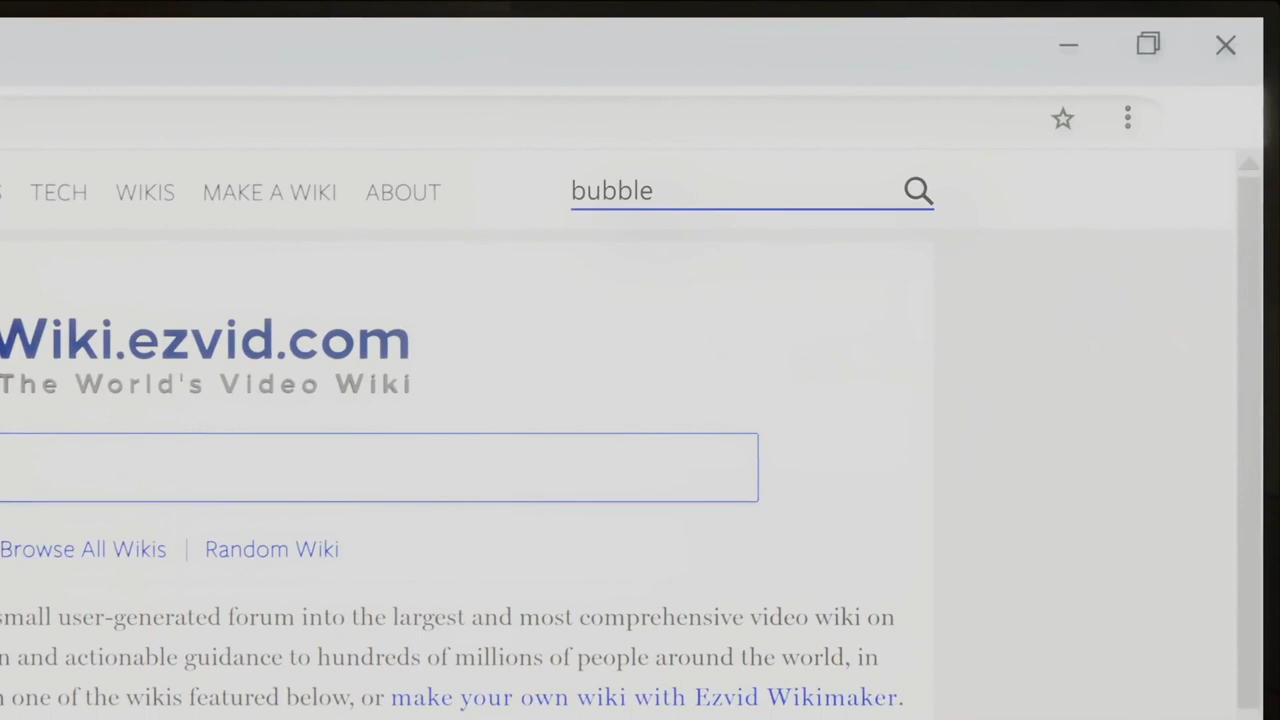 TECH WIKIS MAKE A WIKI ABOUT bubble
Wiki.ezvid.com
The World's Video Wiki
Browse All Wikis | Random Wiki
small user-generated forum into the largest and most comprehensive video wiki on
and actionable guidance to hundreds of millions of people around the world, in
one of the wikis featured below, or make your own wiki with Ezvid Wikimaker.